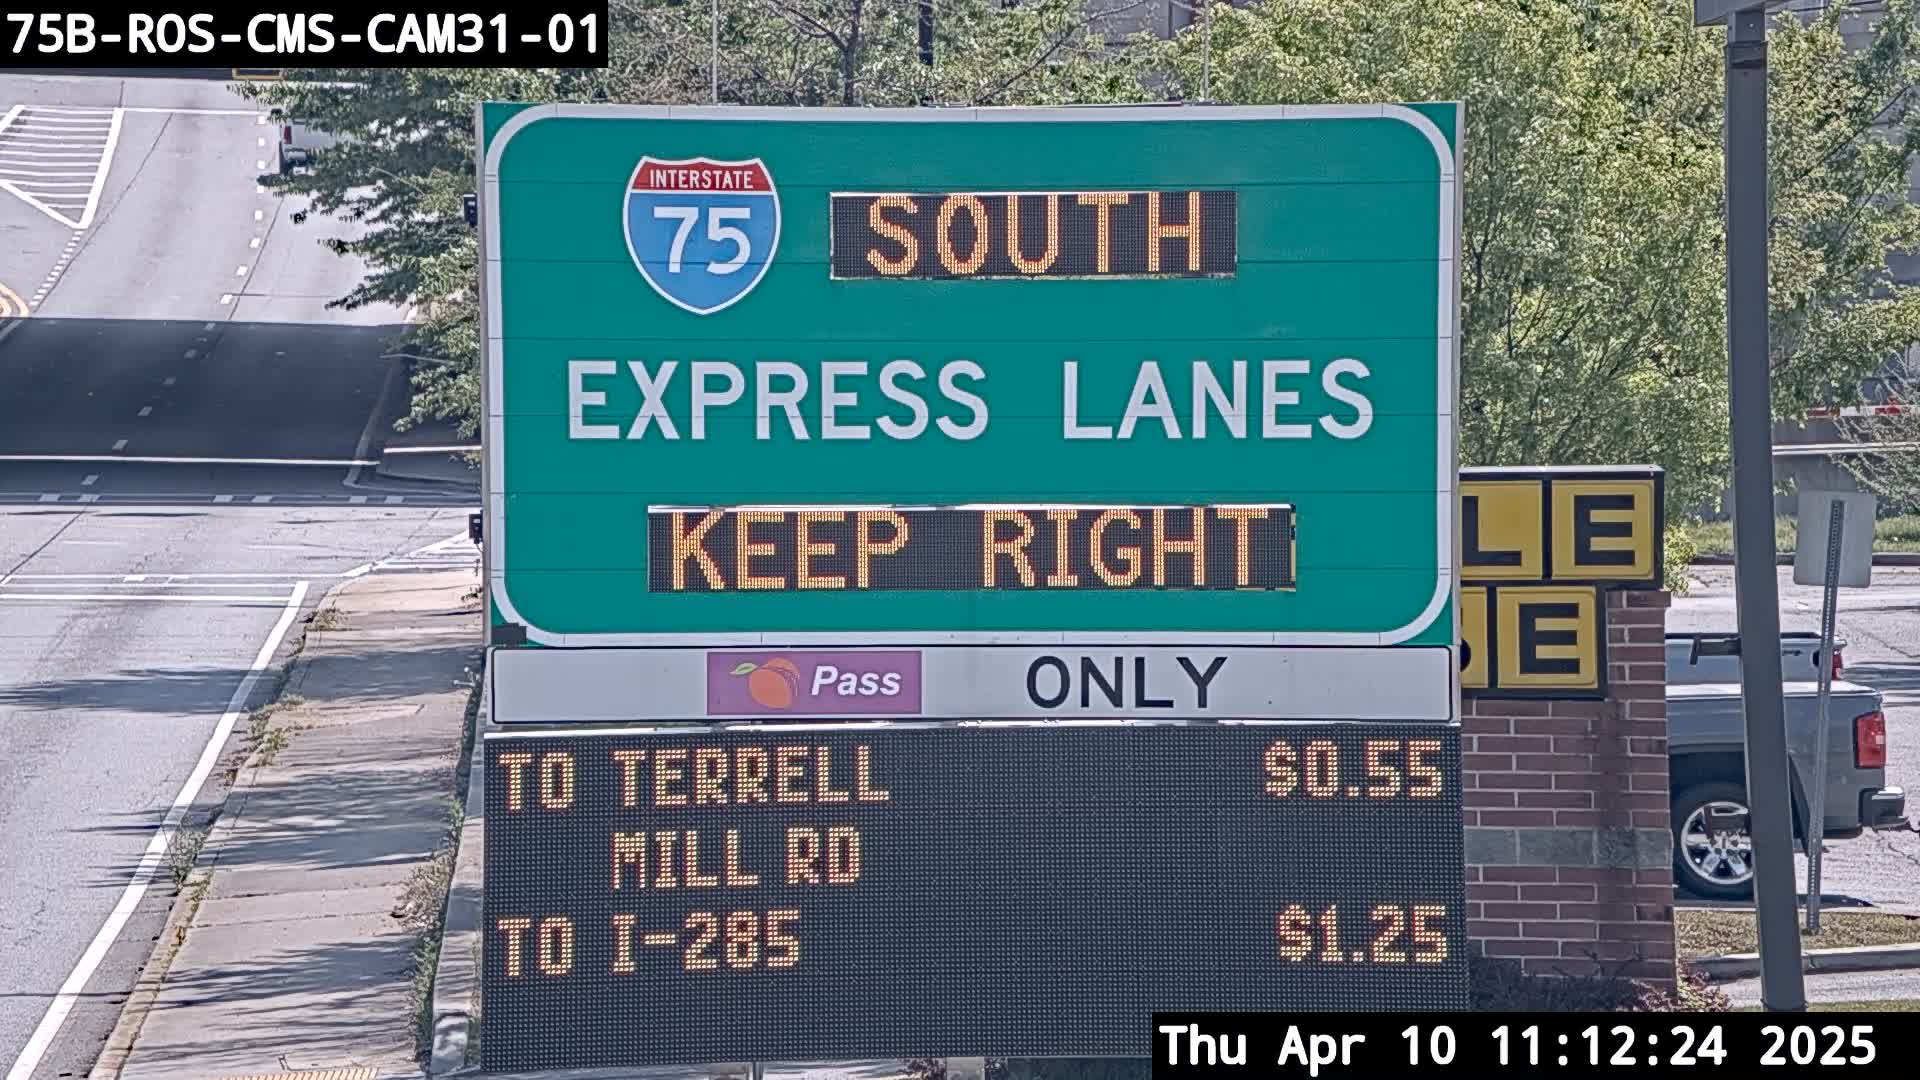 75B-ROS-CMS-CAM31-01
INTERSTATE
75
SOUTH
EXPRESS LANES
KEEP RIGHT
Pass ONLY
TO TERRELL $0.55
MILL RD
TO I-285 $1.25
LE
E
Thu Apr 10 11:12:24 2025